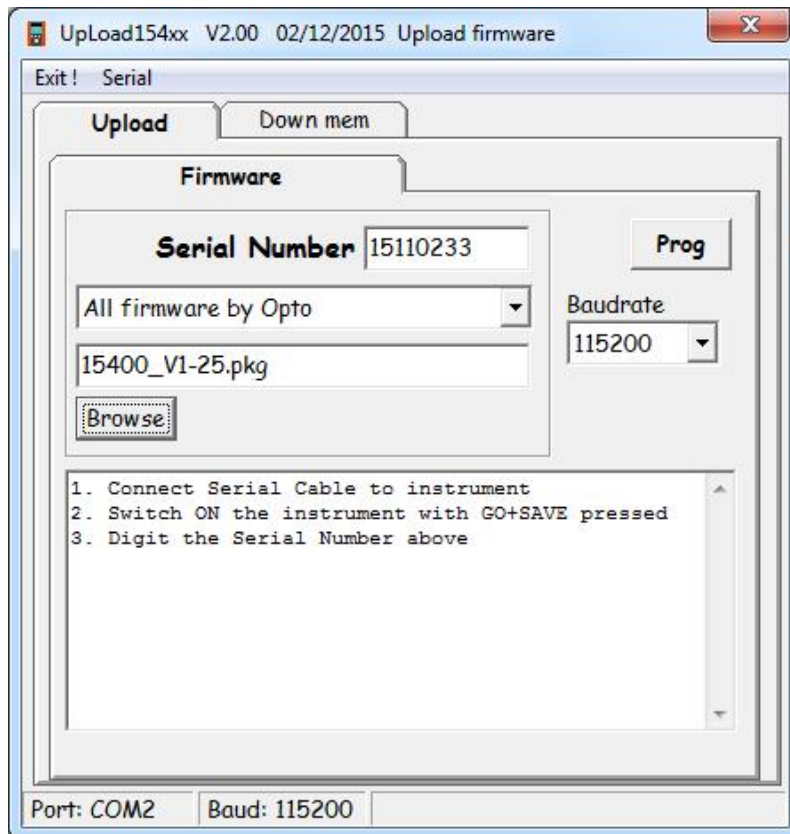 UpLoad154xx V2.00 02/12/2015 Upload firmware
Exit ! Serial
Upload Down mem
Firmware
Serial Number 15110233
Prog
All firmware by Opto
Baudrate
115200
15400_V1-25.pkg
Browse
1. Connect Serial Cable to instrument
2. Switch ON the instrument with GO+SAVE pressed
3. Digit the Serial Number above
Port: COM2 Baud: 115200